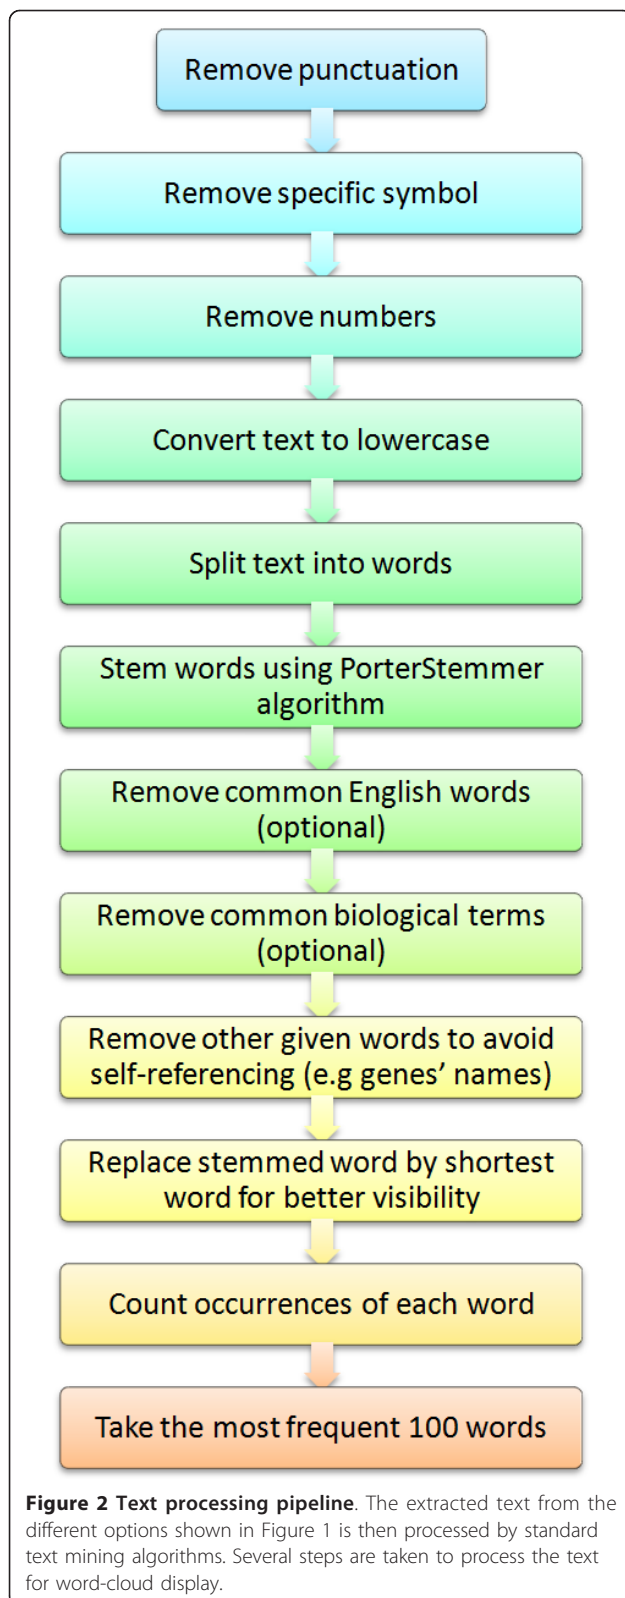 Remove punctuation
Remove specific symbol
Remove numbers
Convert text to lowercase
Split text into words
Stem words using PorterStemmer
algorithm
Remove common English words
(optional)
Remove common biological terms
(optional)
Remove other given words to avoid
self-referencing (e.g genes’ names)
Replace stemmed word by shortest
word for better visibility
Count occurrences of each word
Take the most frequent 100 words
Figure 2 Text processing pipeline. The extracted text from the
different options shown in Figure 1 is then processed by standard
text mining algorithms. Several steps are taken to process the text
for word-cloud display.